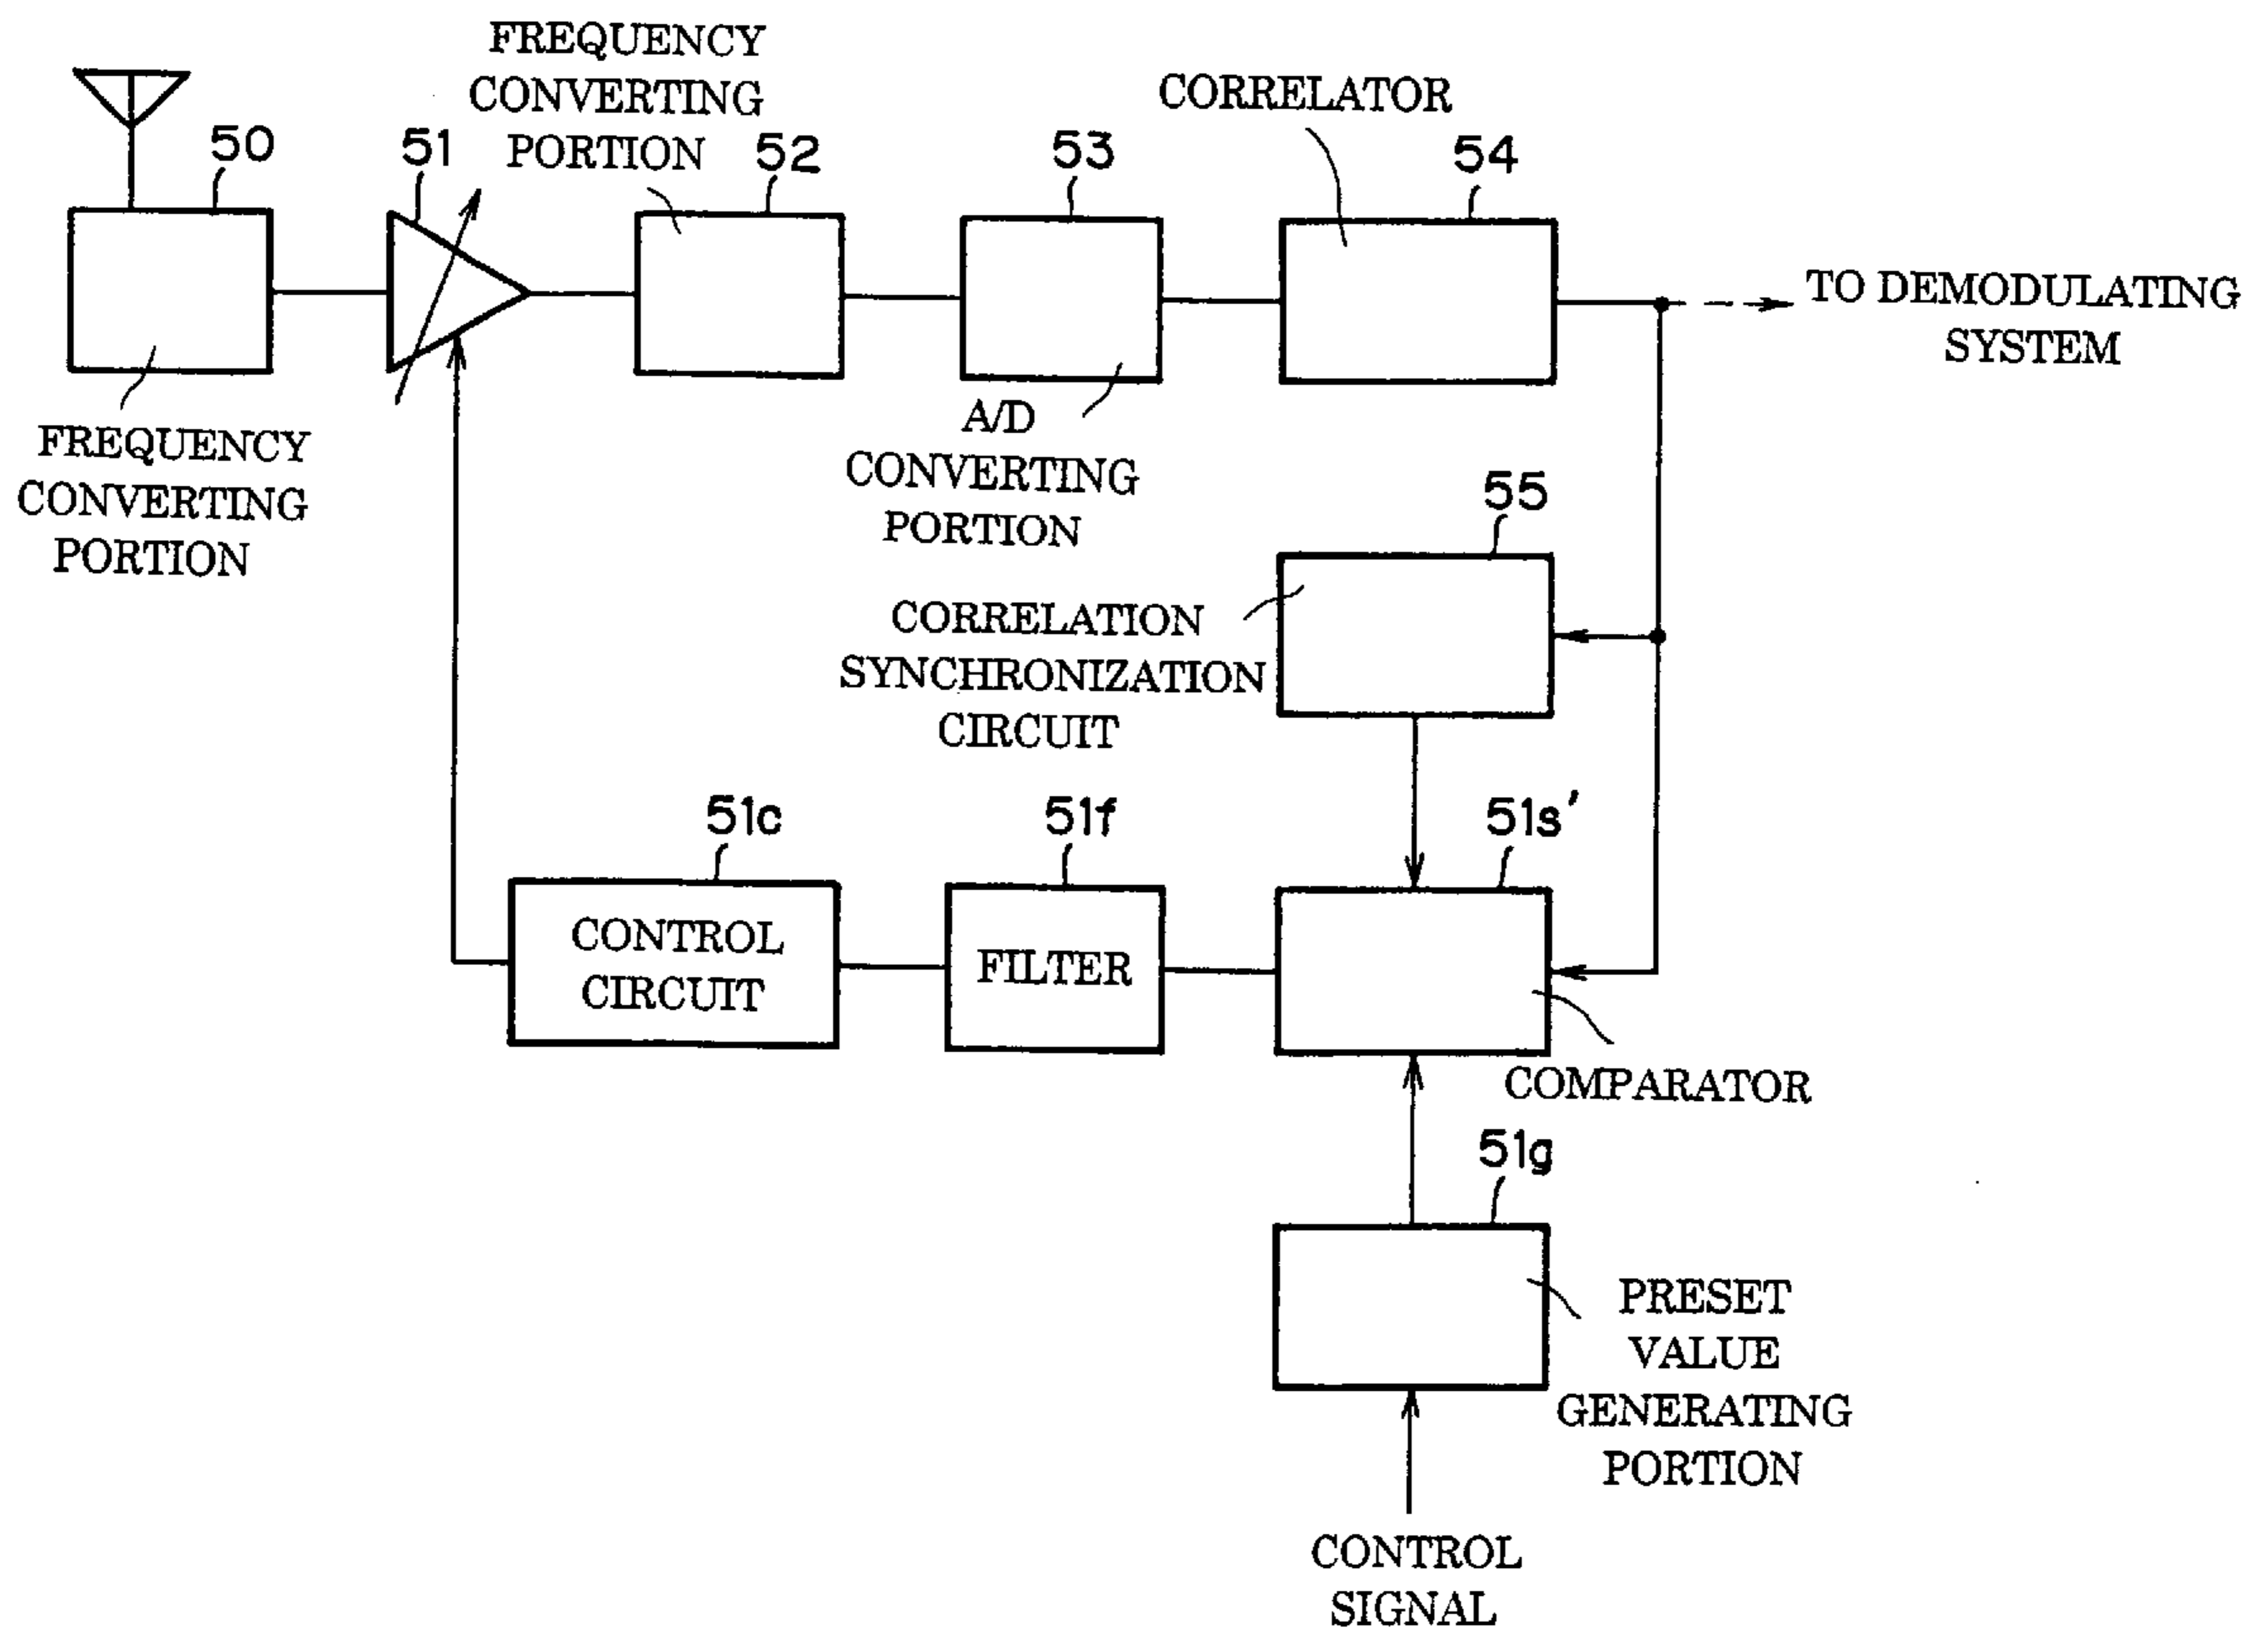 FREQUENCY
CONVERTING
PORTION
50
51
52
53
CORRELATOR
54
TO DEMODULATING
SYSTEM
FREQUENCY
CONVERTING
PORTION
A/D
CONVERTING
PORTION
55
CORRELATION
SYNCHRONIZATION
CIRCUIT
51c
51f
51s'
CONTROL
CIRCUIT
FILTER
COMPARATOR
51g
PRESET
VALUE
GENERATING
PORTION
CONTROL
SIGNAL